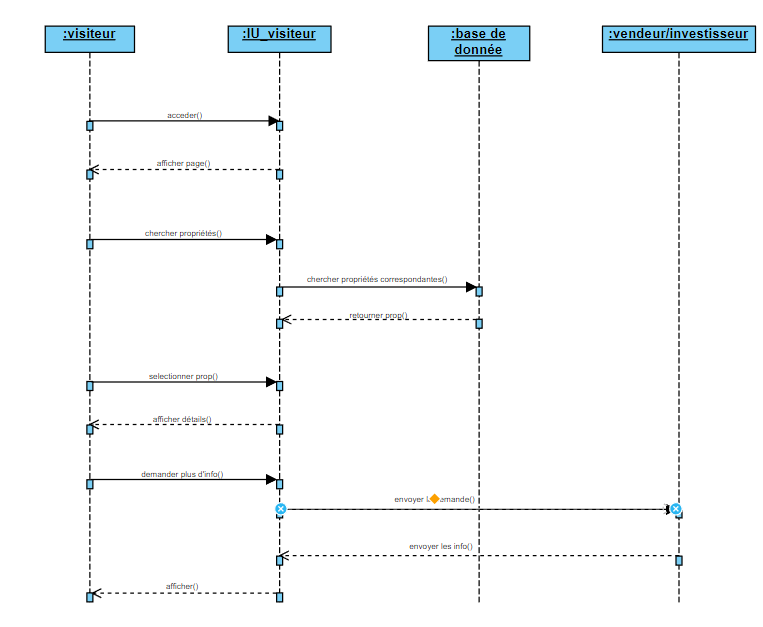 :visiteur
:IU_visiteur
:base de
donnée
:vendeur/investisseur
acceder()
afficher page()
chercher propriétés()
chercher propriétés correspondantes()
retourner prop()
selectionner prop()
afficher détails()
demander plus d'info()
envoyer
envoyer les info()
afficher()